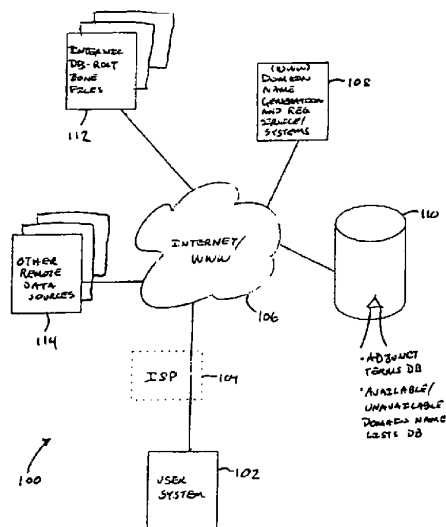 INTERNIC
DB-ROOT
ZONE
FILES
112
(WWW)
DOMAIN
NAME
GENERATION
AND REG
SERVICE/
SYSTEMS
108
INTERNET/
WWW
106
110
• ADJUNCT
TERMS DB
• AVAILABLE/
UNAVAILABLE
DOMAIN NAME
LISTS DB
OTHER
REMOTE
DATA
SOURCES
114
ISP
104
100
USER
SYSTEM
102